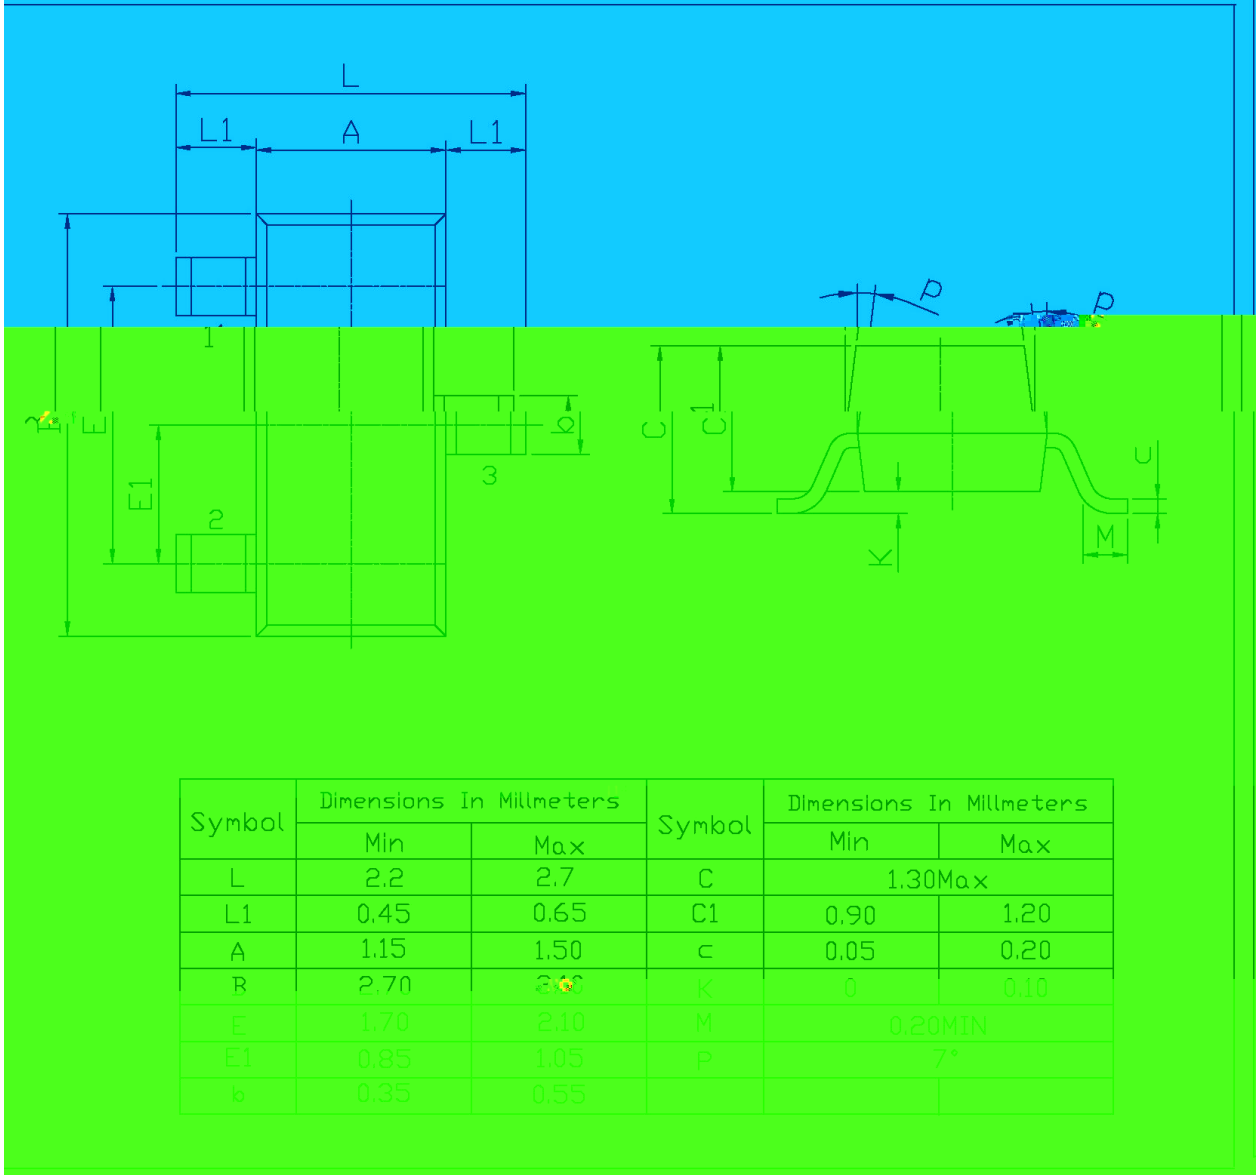 L
L1 A L1
P P
1
C C1
B E b
3
E1 2
c
K M
Symbol Dimensions In Millmeters Symbol Dimensions In Millmeters
Min Max Min Max
L 2.2 2.7 C 1.30Max
L1 0.45 0.65 C1 0.90 1.20
A 1.15 1.50 c 0.05 0.20
B 2.70 K 0 0.10
E 1.70 2.10 M 0.20MIN
E1 0.85 1.05 P 7°
b 0.35 0.55